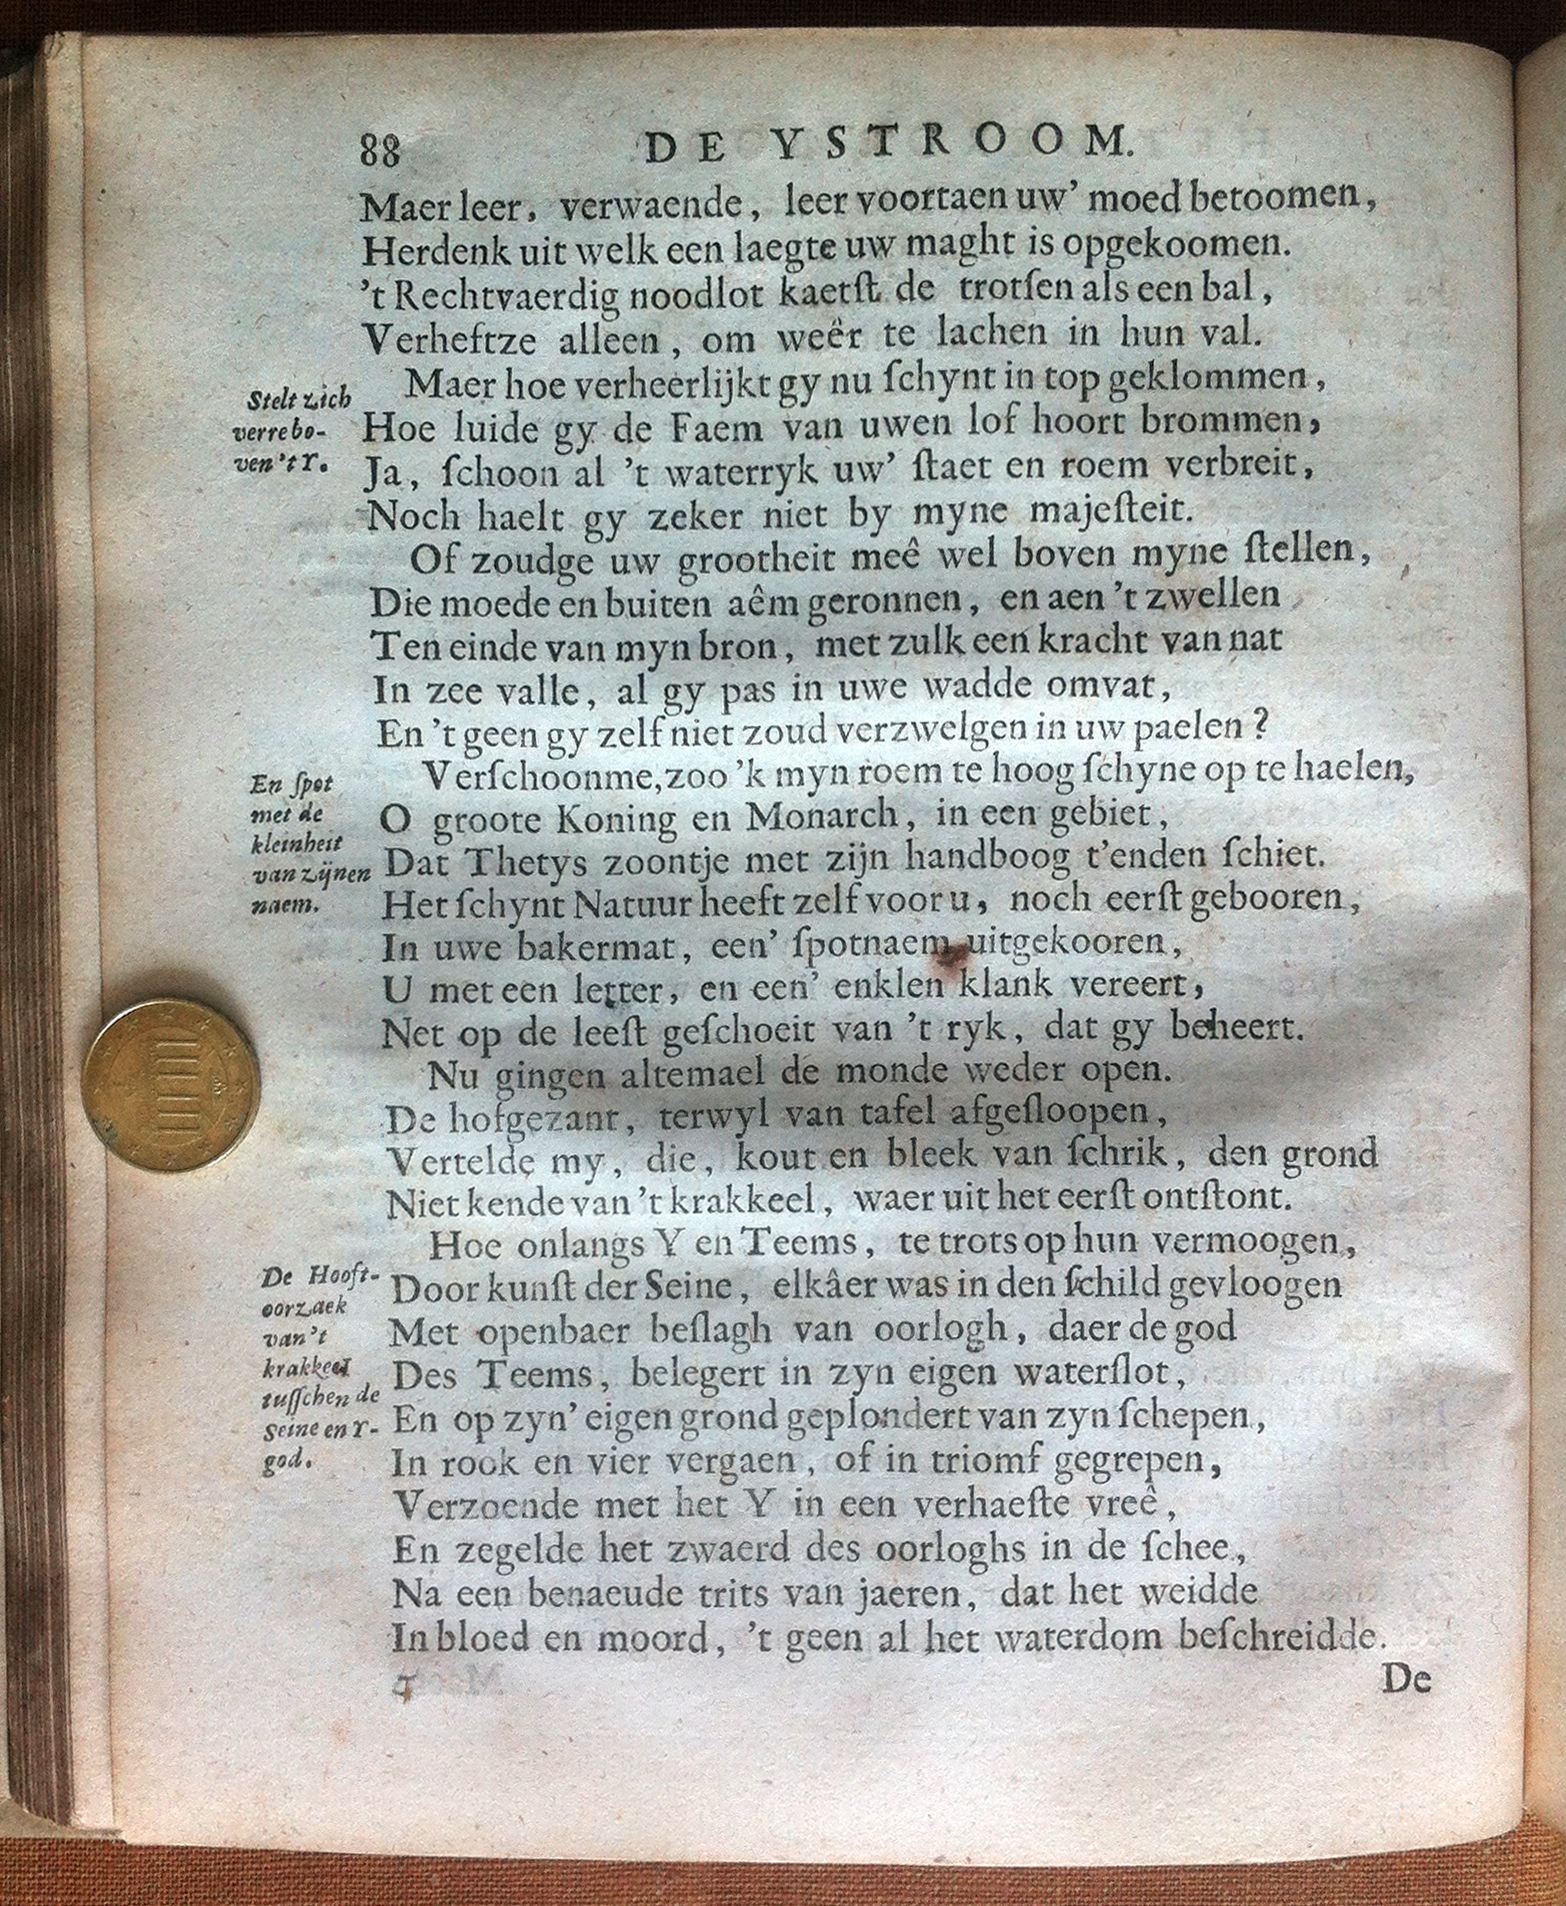 88 DE YSTROOM.
Maer leer, verwaende, leer voortaen uw' moed betoomen,
Herdenk uit welk een laegte uw maght is opgekoomen.
't Rechtvaerdig noodlot kaetſt de trotſen als een bal,
Verheftze alleen, om weêr te lachen in hun val.
Stelt zich
verre bo-
ven 't Y.
Maer hoe verheerlijkt gy nu ſchynt in top geklommen,
Hoe luide gy de Faem van uwen lof hoort brommen,
Ja, ſchoon al 't waterryk uw' ſtaet en roem verbreit,
Noch haelt gy zeker niet by myne majeſteit.
Of zoudge uw grootheit meê wel boven myne ſtellen,
Die moede en buiten aêm geronnen, en aen 't zwellen
Ten einde van myn bron, met zulk een kracht van nat
In zee valle, al gy pas in uwe wadde omvat,
En 't geen gy zelf niet zoud verzwelgen in uw paelen?
En ſpot
met de
kleinheit
van zijnen
naem.
Verſchoonme, zoo 'k myn roem te hoog ſchyne op te haelen,
O groote Koning en Monarch, in een gebiet,
Dat Thetys zoontje met zijn handboog t'enden ſchiet.
Het ſchynt Natuur heeft zelf voor u, noch eerſt gebooren,
In uwe bakermat, een' ſpotnaem uitgekooren,
U met een letter, en een' enklen klank vereert,
Net op de leeſt geſchoeit van 't ryk, dat gy beheert.
Nu gingen altemael de monde weder open.
De hofgezant, terwyl van tafel afgeſloopen,
Vertelde my, die, kout en bleek van ſchrik, den grond
Niet kende van 't krakkeel, waer uit het eerſt ontſtont.
De Hooft-
oorzaek
van 't
krakkeel
tuſſchen de
Seine en Y-
god.
Hoe onlangs Y en Teems, te trots op hun vermoogen,
Door kunſt der Seine, elkâer was in den ſchild gevloogen
Met openbaer beſlagh van oorlogh, daer de god
Des Teems, belegert in zyn eigen waterſlot,
En op zyn' eigen grond geplondert van zyn ſchepen,
In rook en vier vergaen, of in triomf gegrepen,
Verzoende met het Y in een verhaeſte vreê,
En zegelde het zwaerd des oorloghs in de ſchee,
Na een benaeude trits van jaeren, dat het weidde
In bloed en moord, 't geen al het waterdom beſchreidde.
De